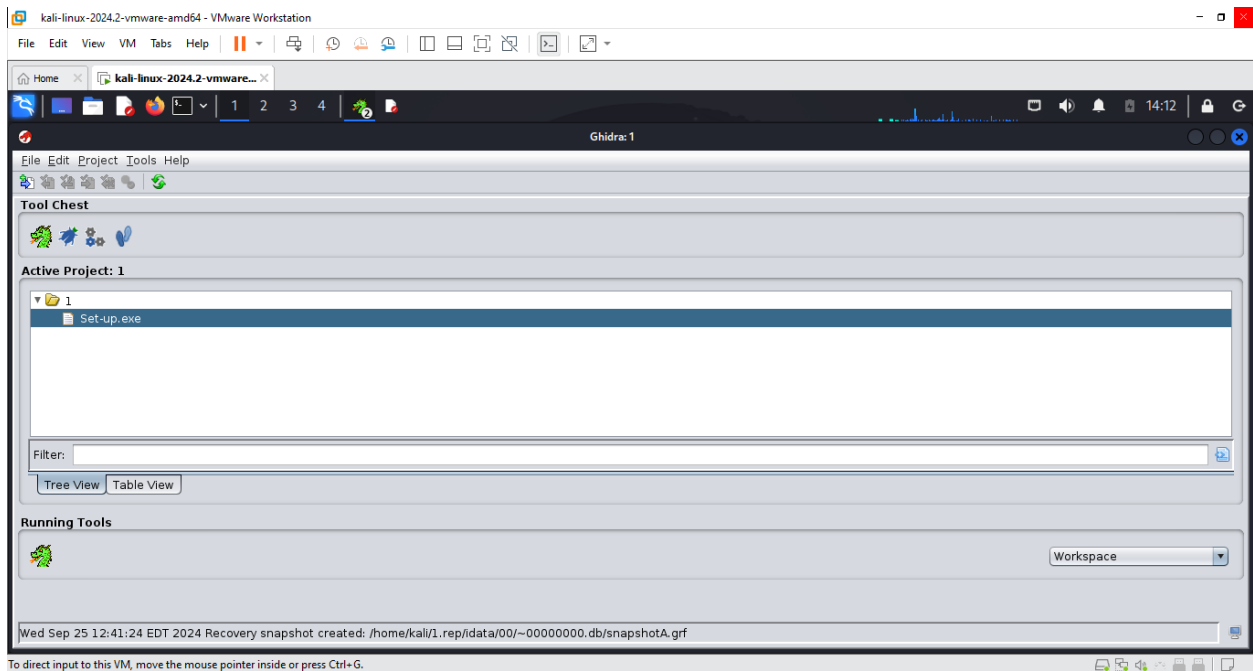 kali-linux-2024.2-vmware-amd64 - VMware Workstation
File Edit View VM Tabs Help
Home kali-linux-2024.2-vmware...
1 2 3 4 2 14:12
Ghidra: 1
File Edit Project Tools Help
Tool Chest
Active Project: 1
1
Set-up.exe
Filter:
Tree View Table View
Running Tools
Workspace
Wed Sep 25 12:41:24 EDT 2024 Recovery snapshot created: /home/kali/1.rep/idata/00/~00000000.db/snapshotA.grf
To direct input to this VM, move the mouse pointer inside or press Ctrl+G.